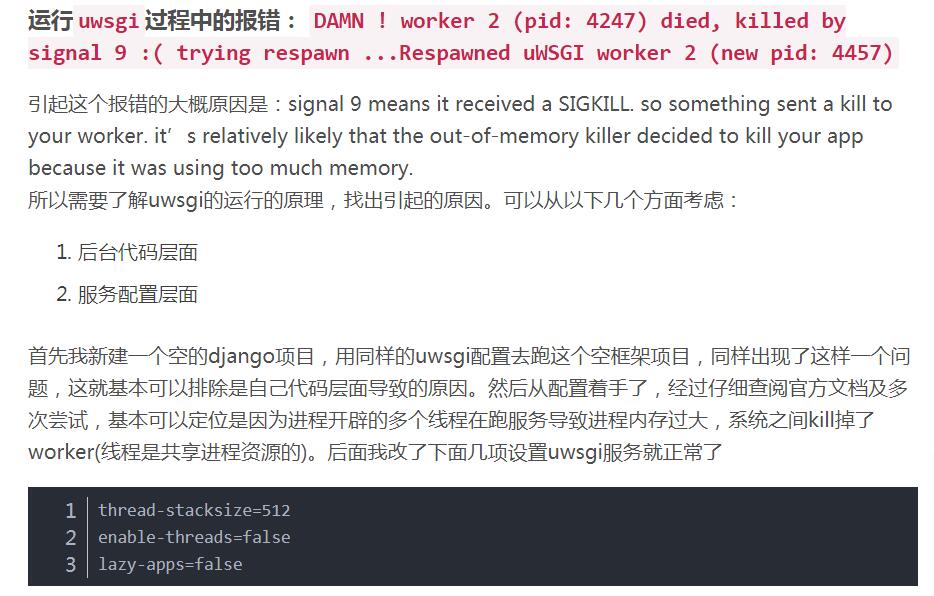 运行 uwsgi 过程中的报错： DAMN ! worker 2 (pid: 4247) died, killed by
signal 9 :( trying respawn ...Respawned uWSGI worker 2 (new pid: 4457)
引起这个报错的大概原因是：signal 9 means it received a SIGKILL. so something sent a kill to
your worker. it’s relatively likely that the out-of-memory killer decided to kill your app
because it was using too much memory.
所以需要了解uwsgi的运行的原理，找出引起的原因。可以从以下几个方面考虑：
1. 后台代码层面
2. 服务配置层面
首先我新建一个空的django项目，用同样的uwsgi配置去跑这个空框架项目，同样出现了这样一个问
题，这就基本可以排除是自己代码层面导致的原因。然后从配置着手了，经过仔细查阅官方文档及多
次尝试，基本可以定位是因为进程开辟的多个线程在跑服务导致进程内存过大，系统之间kill掉了
worker(线程是共享进程资源的)。后面我改了下面几项设置uwsgi服务就正常了
1 thread-stacksize=512
2 enable-threads=false
3 lazy-apps=false